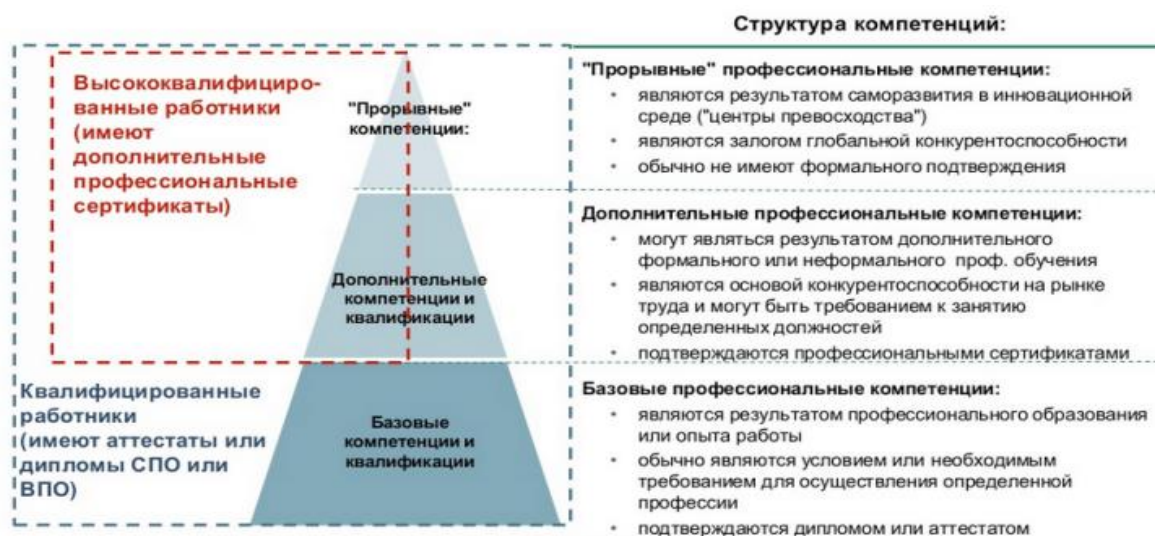 Структура компетенций:
Высококвалифициро-
ванные работники
(имеют
дополнительные
профессиональные
сертификаты)
"Прорывные"
компетенции:
Дополнительные
компетенции и
квалификации
Квалифицированные
работники
(имеют аттестаты или
дипломы СПО или
ВПО)
Базовые
компетенции и
квалификации
"Прорывные" профессиональные компетенции:
• являются результатом саморазвития в инновационной
среде ("центры превосходства")
• являются залогом глобальной конкурентоспособности
• обычно не имеют формального подтверждения
Дополнительные профессиональные компетенции:
• могут являться результатом дополнительного
формального или неформального проф. обучения
• являются основой конкурентоспособности на рынке
труда и могут быть требованием к занятию
определенных должностей
• подтверждаются профессиональными сертификатами
Базовые профессиональные компетенции:
• являются результатом профессионального образования
или опыта работы
• обычно являются условием или необходимым
требованием для осуществления определенной
профессии
• подтверждаются дипломом или аттестатом